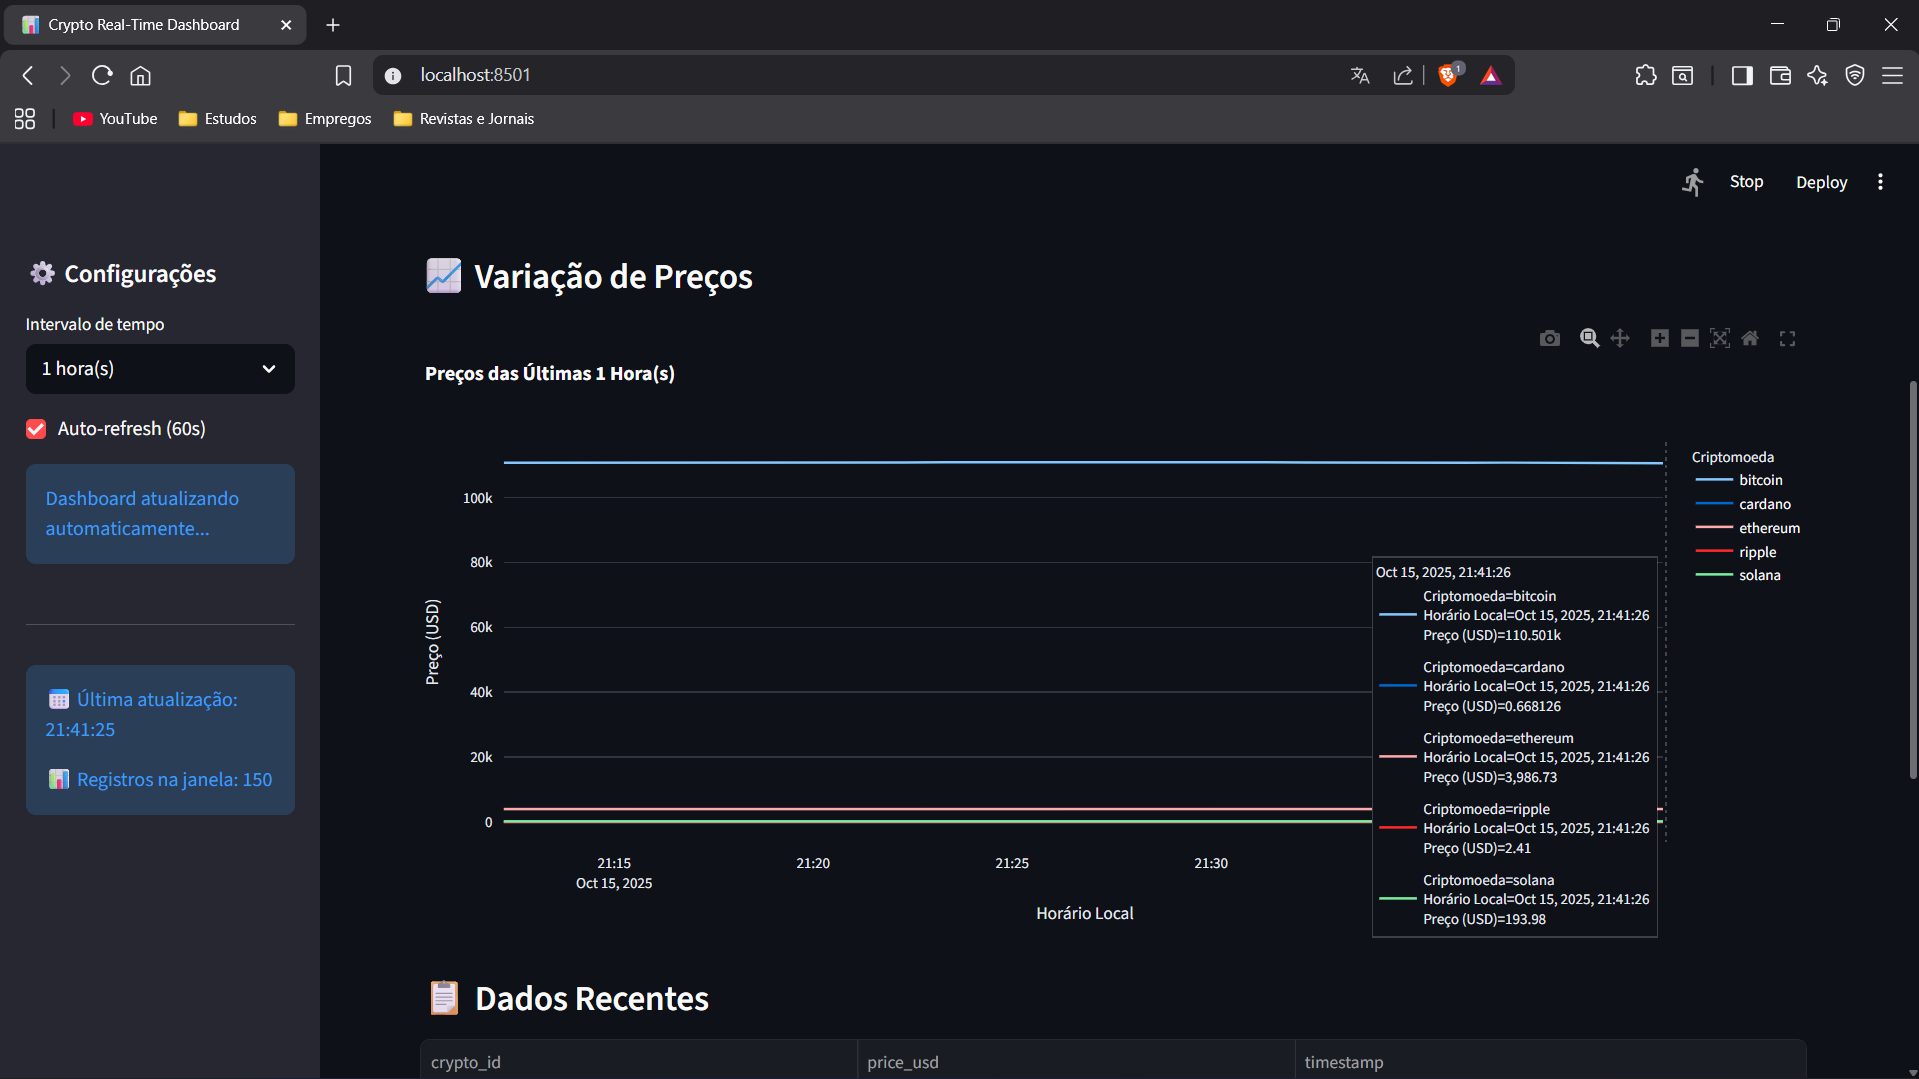 Crypto Real-Time Dashboard
localhost:8501
1
YouTube
Estudos
Empregos
Revistas e Jornais
Stop
Deploy
Configurações
Intervalo de tempo
1 hora(s)
Auto-refresh (60s)
Dashboard atualizando
automaticamente...
Última atualização:
21:41:25
Registros na janela: 150
Variação de Preços
Preços das Últimas 1 Hora(s)
Criptomoeda
bitcoin
cardano
ethereum
ripple
solana
Preço (USD)
100k
80k
60k
40k
20k
0
21:15
Oct 15, 2025
21:20
21:25
21:30
Horário Local
Oct 15, 2025, 21:41:26
Criptomoeda=bitcoin
Horário Local=Oct 15, 2025, 21:41:26
Preço (USD)=110.501k
Criptomoeda=cardano
Horário Local=Oct 15, 2025, 21:41:26
Preço (USD)=0.668126
Criptomoeda=ethereum
Horário Local=Oct 15, 2025, 21:41:26
Preço (USD)=3,986.73
Criptomoeda=ripple
Horário Local=Oct 15, 2025, 21:41:26
Preço (USD)=2.41
Criptomoeda=solana
Horário Local=Oct 15, 2025, 21:41:26
Preço (USD)=193.98
Dados Recentes
crypto_id
price_usd
timestamp